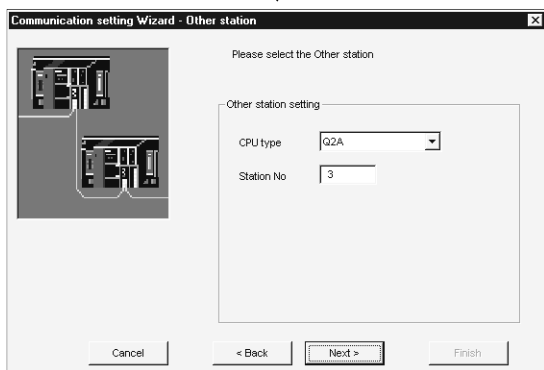 Communication setting Wizard - Other station
Please select the Other station
Other station setting
CPU type Q2A
Station No 3
Cancel < Back Next > Finish